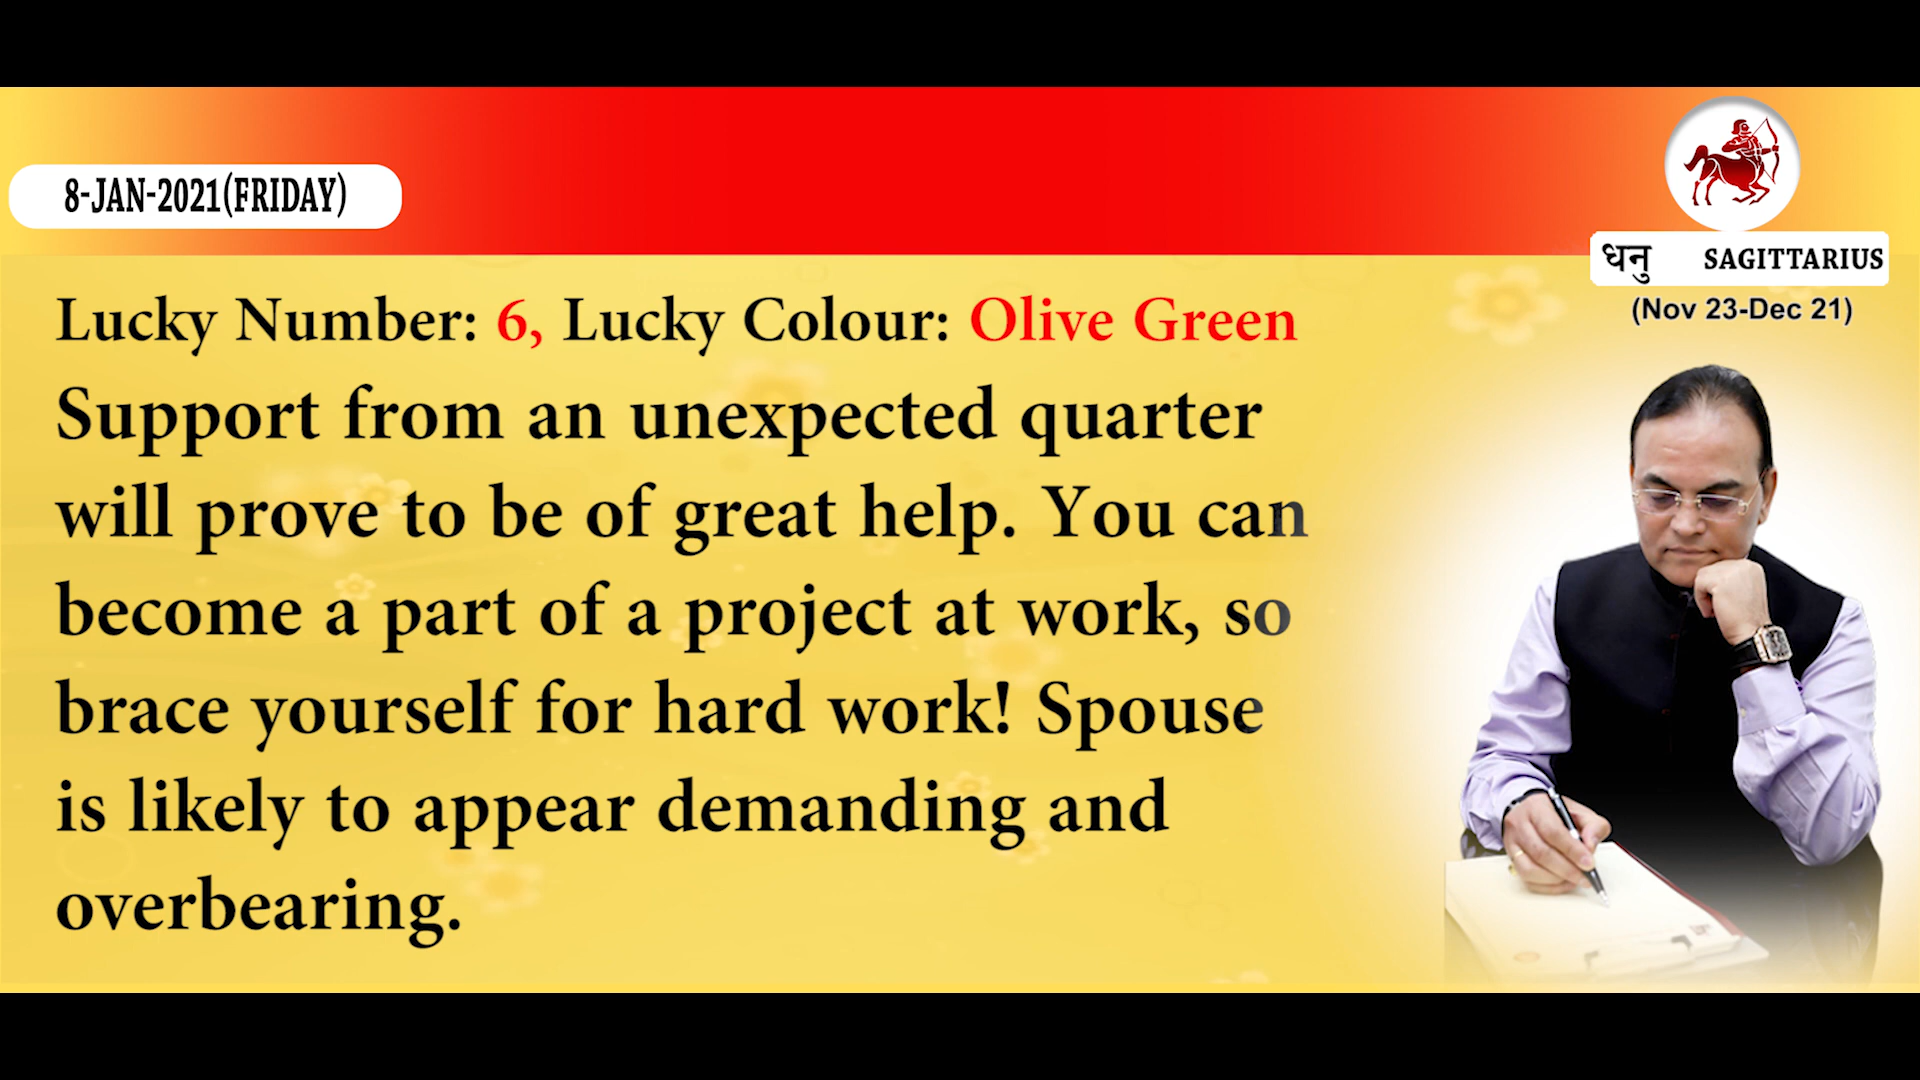 8-JAN-2021(FRIDAY)
धनु SAGITTARIUS
(Nov 23-Dec 21)
Lucky Number: 6, Lucky Colour: Olive Green
Support from an unexpected quarter
will prove to be of great help. You can
become a part of a project at work, so
brace yourself for hard work! Spouse
is likely to appear demanding and
overbearing.